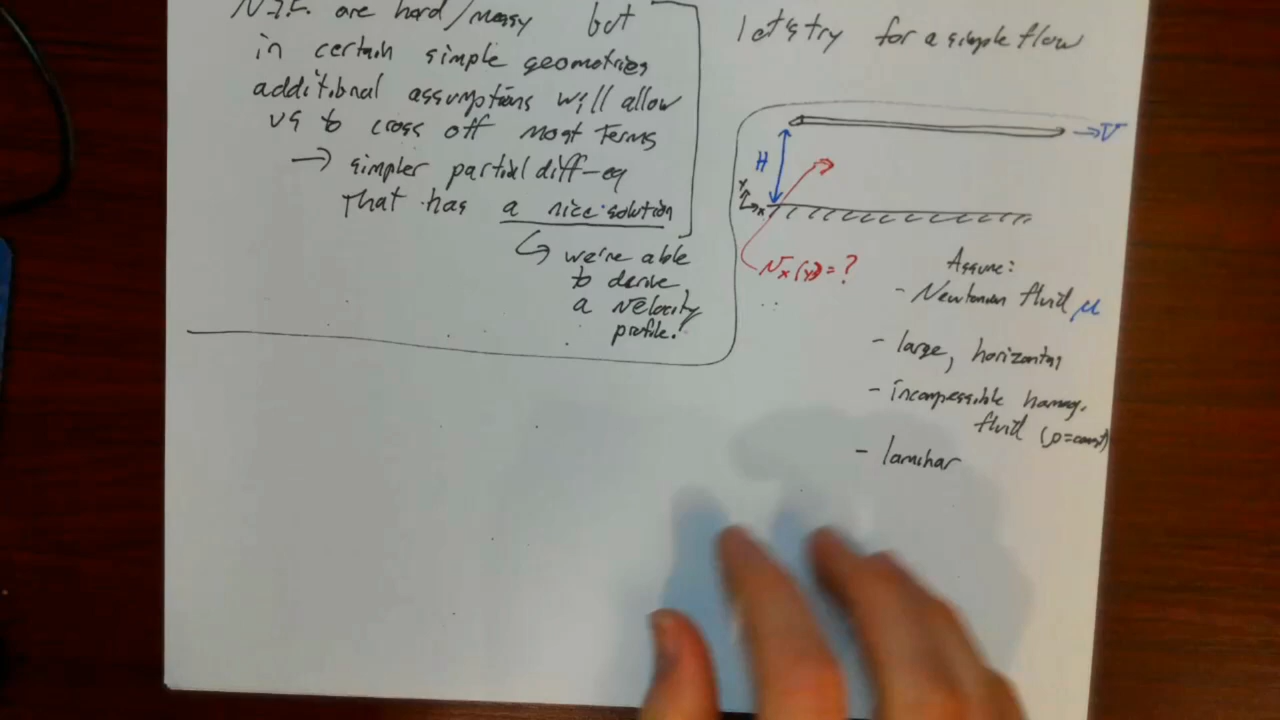 N.S.E. are hard/messy but
in certain simple geometries
additional assumptions will allow
us to cross off most terms
→ simpler partial diff-eq
that has a nice solution
↳ we're able
to derive
a velocity
profile!
let's try for a simple flow
→V
H
y
x
Vx(y)=?
Assume:
- Newtonian fluid μ
- large, horizontal
- incompressible homog.
fluid (ρ=const)
- laminar